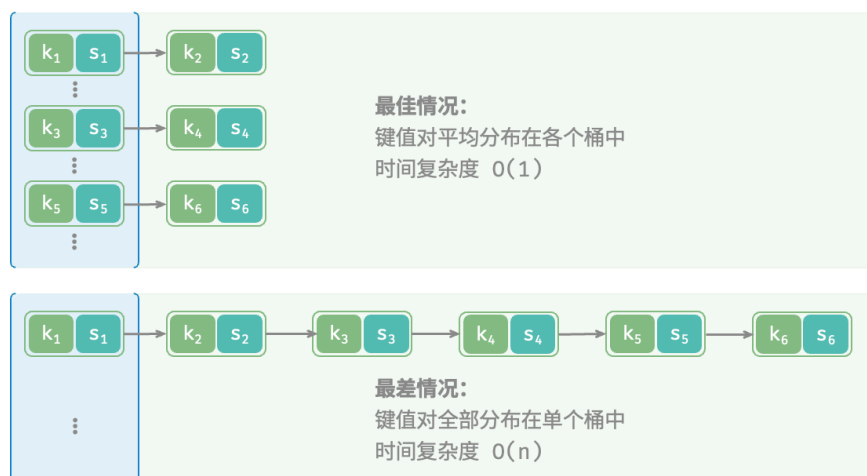 k₁ s₁ k₂ s₂
k₃ s₃ k₄ s₄
k₅ s₅ k₆ s₆
最佳情况：
键值对平均分布在各个桶中
时间复杂度 O(1)
k₁ s₁ k₂ s₂ k₃ s₃ k₄ s₄ k₅ s₅ k₆ s₆
最差情况：
键值对全部分布在单个桶中
时间复杂度 O(n)